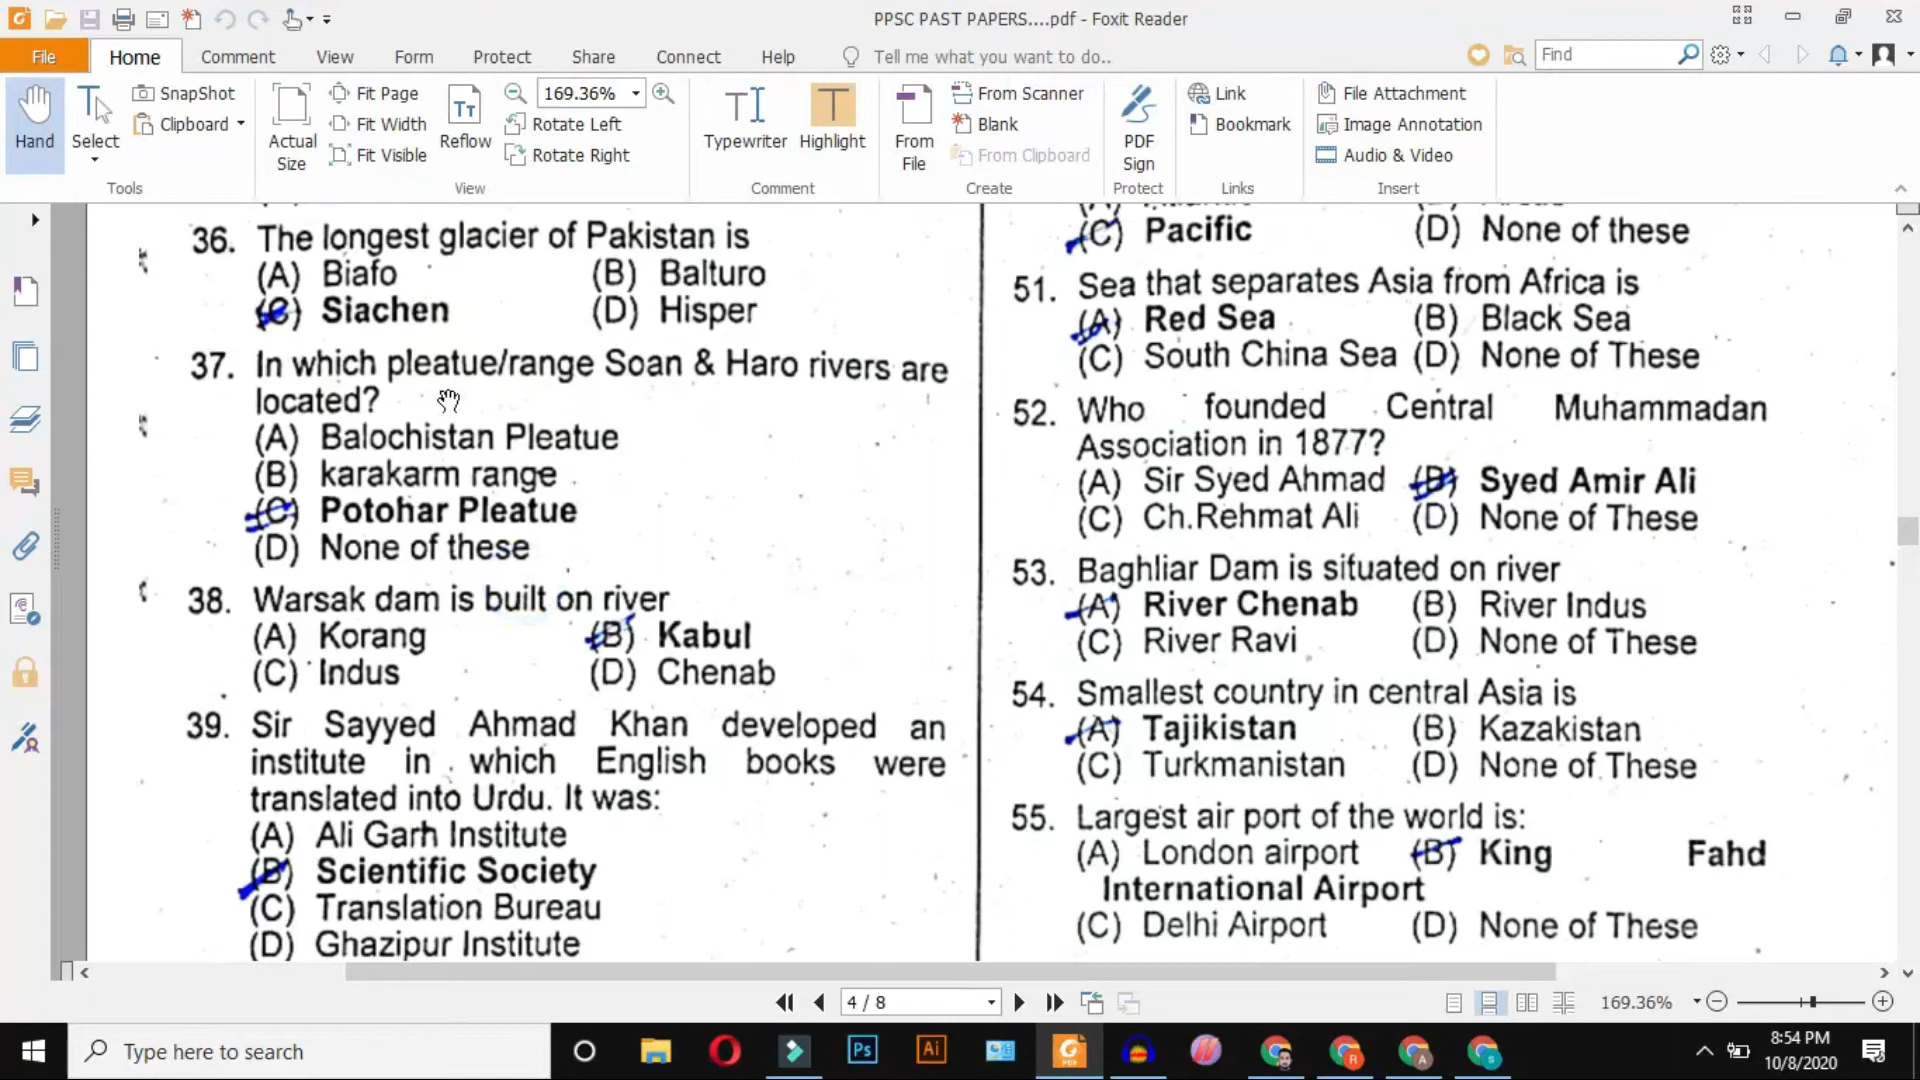 PPSC PAST PAPERS....pdf - Foxit Reader
File Home Comment View Form Protect Share Connect Help Tell me what you want to do.. Find
Hand
Select
SnapShot
Clipboard
Tools
Actual Size
Fit Page
Fit Width
Fit Visible
Reflow
169.36%
Rotate Left
Rotate Right
View
Typewriter
Highlight
Comment
From File
From Scanner
Blank
From Clipboard
Create
PDF Sign
Protect
Link
Bookmark
Links
File Attachment
Image Annotation
Audio & Video
Insert
36. The longest glacier of Pakistan is
(A) Biafo (B) Balturo
(C) Siachen (D) Hisper
37. In which pleatue/range Soan & Haro rivers are
located?
(A) Balochistan Pleatue
(B) karakarm range
(C) Potohar Pleatue
(D) None of these
38. Warsak dam is built on river
(A) Korang (B) Kabul
(C) Indus (D) Chenab
39. Sir Sayyed Ahmad Khan developed an
institute in which English books were
translated into Urdu. It was:
(A) Ali Garh Institute
(B) Scientific Society
(C) Translation Bureau
(D) Ghazipur Institute
(C) Pacific (D) None of these
51. Sea that separates Asia from Africa is
(A) Red Sea (B) Black Sea
(C) South China Sea (D) None of These
52. Who founded Central Muhammadan
Association in 1877?
(A) Sir Syed Ahmad (B) Syed Amir Ali
(C) Ch.Rehmat Ali (D) None of These
53. Baghliar Dam is situated on river
(A) River Chenab (B) River Indus
(C) River Ravi (D) None of These
54. Smallest country in central Asia is
(A) Tajikistan (B) Kazakistan
(C) Turkmanistan (D) None of These
55. Largest air port of the world is:
(A) London airport (B) King Fahd
International Airport
(C) Delhi Airport (D) None of These
4 / 8
169.36%
Type here to search
Ps
Ai
8:54 PM
10/8/2020